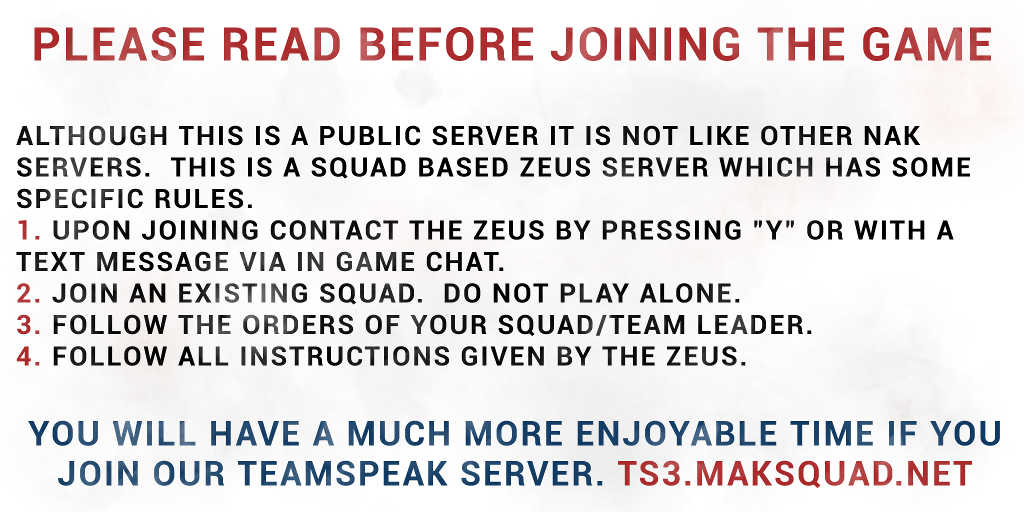 PLEASE READ BEFORE JOINING THE GAME
ALTHOUGH THIS IS A PUBLIC SERVER IT IS NOT LIKE OTHER NAK
SERVERS.  THIS IS A SQUAD BASED ZEUS SERVER WHICH HAS SOME
SPECIFIC RULES.
1. UPON JOINING CONTACT THE ZEUS BY PRESSING "Y" OR WITH A
TEXT MESSAGE VIA IN GAME CHAT.
2. JOIN AN EXISTING SQUAD.  DO NOT PLAY ALONE.
3. FOLLOW THE ORDERS OF YOUR SQUAD/TEAM LEADER.
4. FOLLOW ALL INSTRUCTIONS GIVEN BY THE ZEUS.
YOU WILL HAVE A MUCH MORE ENJOYABLE TIME IF YOU
JOIN OUR TEAMSPEAK SERVER. TS3.MAKSQUAD.NET